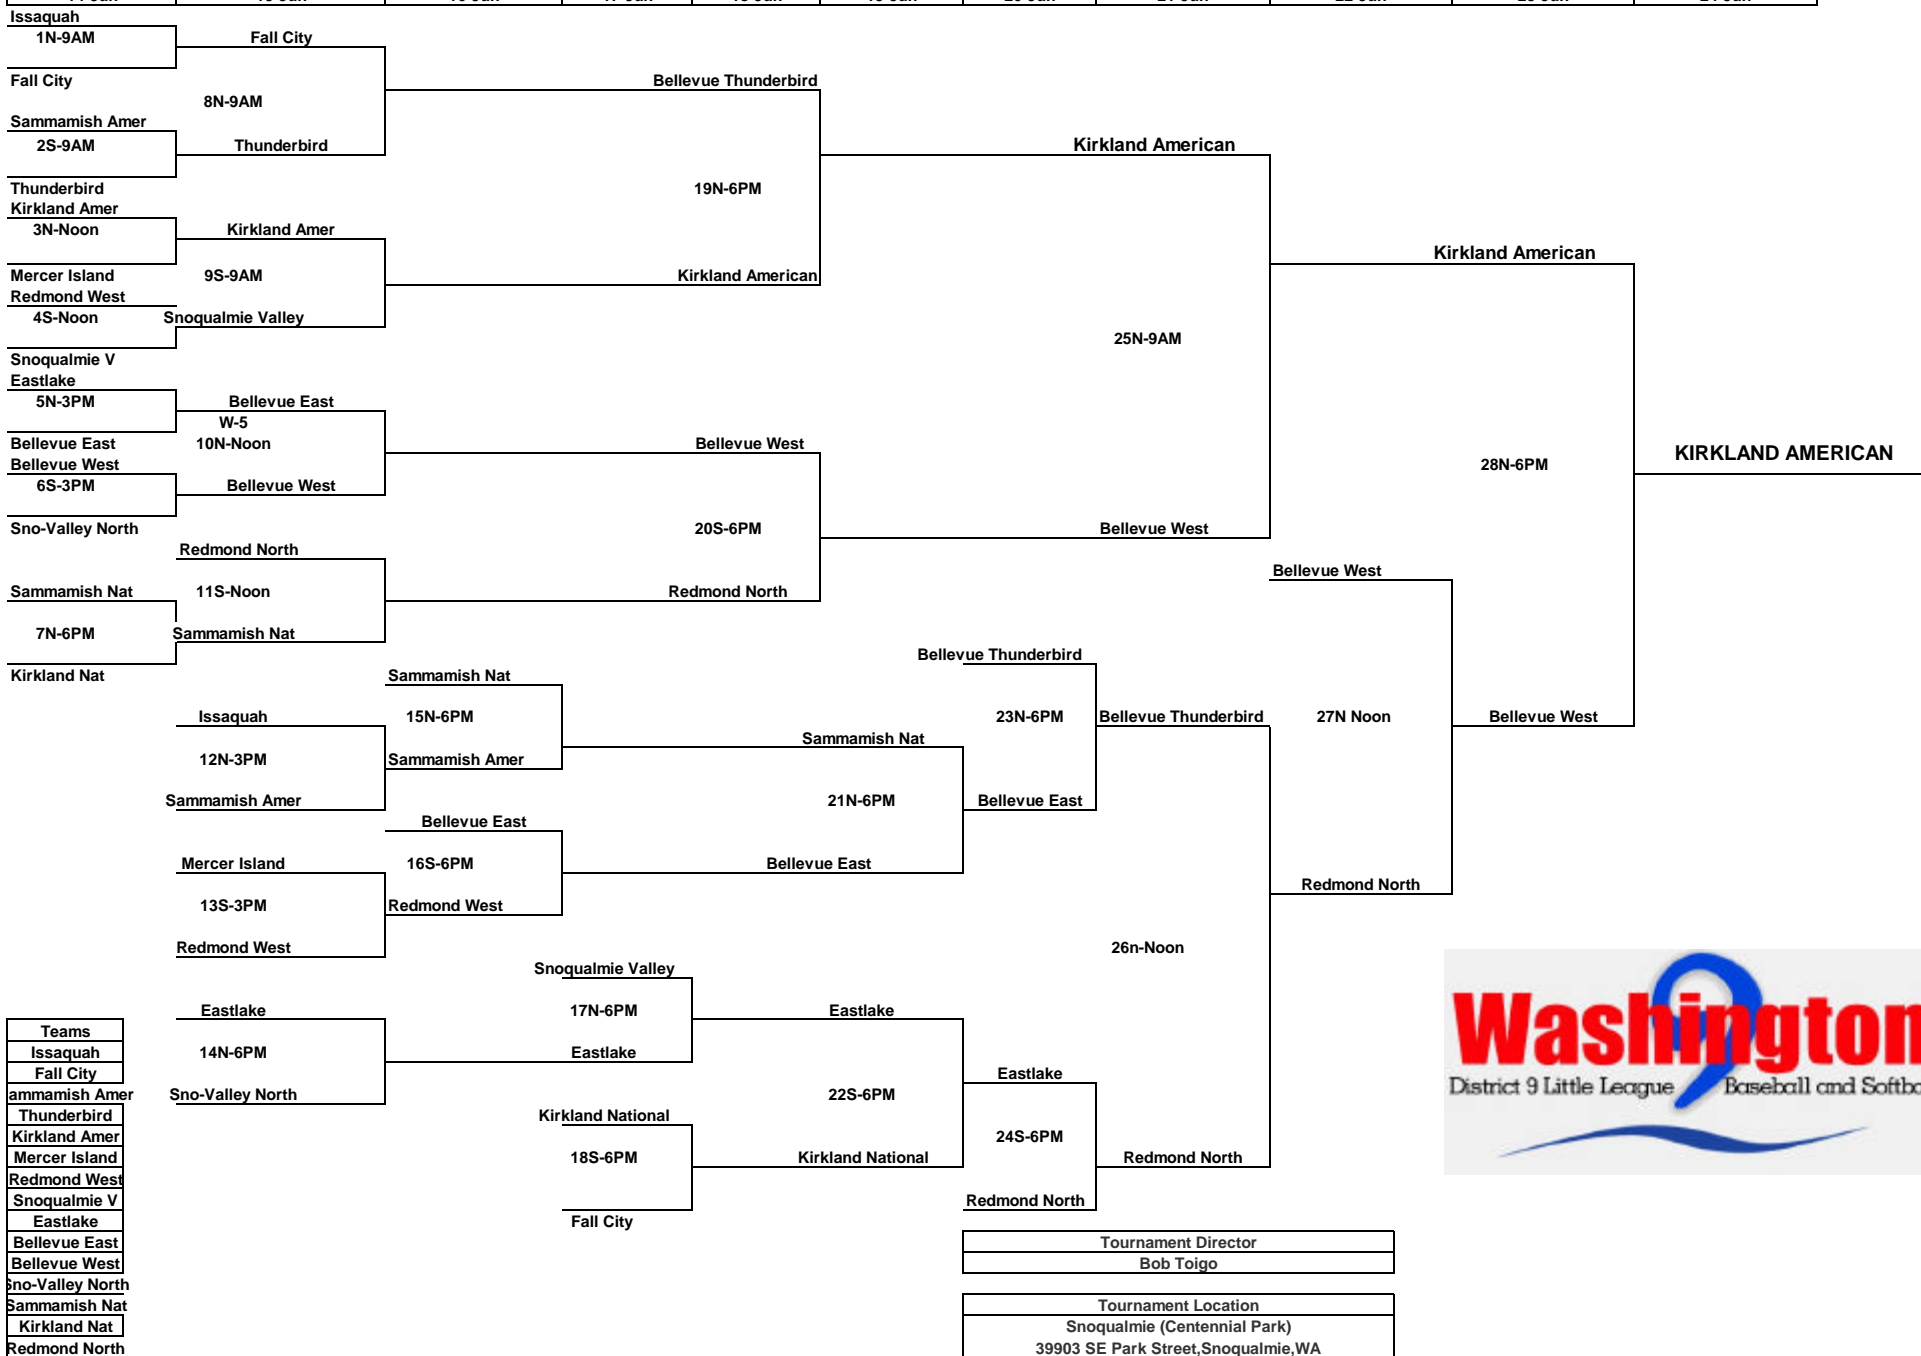 Issaquah
1N-9AM
Fall City
Fall City
Bellevue Thunderbird
8N-9AM
Sammamish Amer
2S-9AM
Thunderbird
Kirkland American
Thunderbird
19N-6PM
Kirkland Amer
3N-Noon
Kirkland Amer
Kirkland American
Mercer Island
9S-9AM
Kirkland American
Redmond West
4S-Noon
Snoqualmie Valley
25N-9AM
Snoqualmie V
Eastlake
5N-3PM
Bellevue East
W-5
Bellevue East
10N-Noon
Bellevue West
KIRKLAND AMERICAN
Bellevue West
28N-6PM
6S-3PM
Bellevue West
Sno-Valley North
20S-6PM
Bellevue West
Redmond North
Bellevue West
Sammamish Nat
11S-Noon
Redmond North
7N-6PM
Sammamish Nat
Bellevue Thunderbird
Kirkland Nat
Sammamish Nat
Issaquah
15N-6PM
23N-6PM
Bellevue Thunderbird
27N Noon
Bellevue West
Sammamish Nat
12N-3PM
Sammamish Amer
Sammamish Amer
21N-6PM
Bellevue East
Bellevue East
Mercer Island
16S-6PM
Bellevue East
Redmond North
13S-3PM
Redmond West
Redmond West
26n-Noon
Snoqualmie Valley
Eastlake
17N-6PM
Eastlake
14N-6PM
Eastlake
Eastlake
Sno-Valley North
22S-6PM
Kirkland National
24S-6PM
18S-6PM
Kirkland National
Redmond North
Redmond North
Fall City
Teams
Issaquah
Fall City
ammamish Amer
Thunderbird
Kirkland Amer
Mercer Island
Redmond West
Snoqualmie V
Eastlake
Bellevue East
Bellevue West
Sno-Valley North
Sammamish Nat
Kirkland Nat
Redmond North
Washington
9
District 9 Little League Baseball and Softbo
Tournament Director
Bob Toigo
Tournament Location
Snoqualmie (Centennial Park)
39903 SE Park Street,Snoqualmie,WA